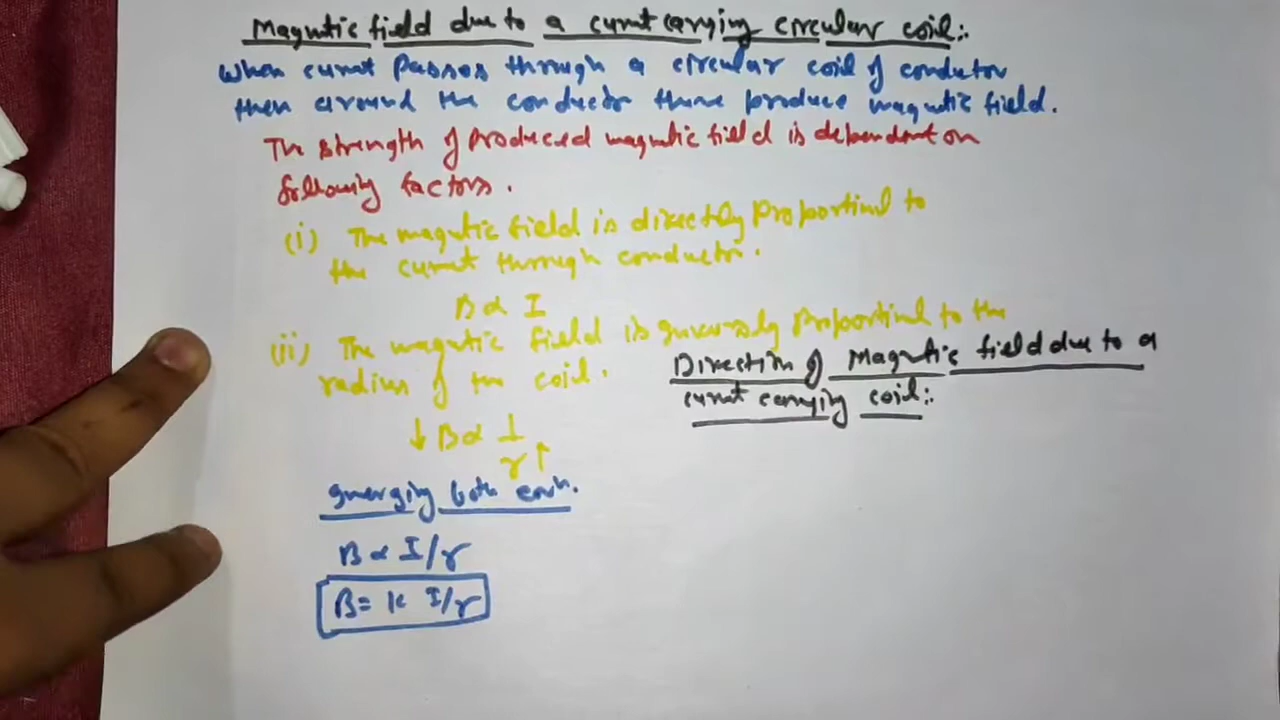 Magnetic field due to a current carrying circular coil:-
When current passes through a circular coil of conductor
then around the conductor there produce magnetic field.
The strength of produced magnetic field is dependent on
following factors.
(i) The magnetic field is directly proportional to
the current through conductor.
B ∝ I
(ii) The magnetic field is inversely proportional to the
radius of the coil.
↓ B ∝ 1/r ↑
merging both eqn.
B ∝ I/r
B = K I/r
Direction of Magnetic field due to a
current carrying coil:-